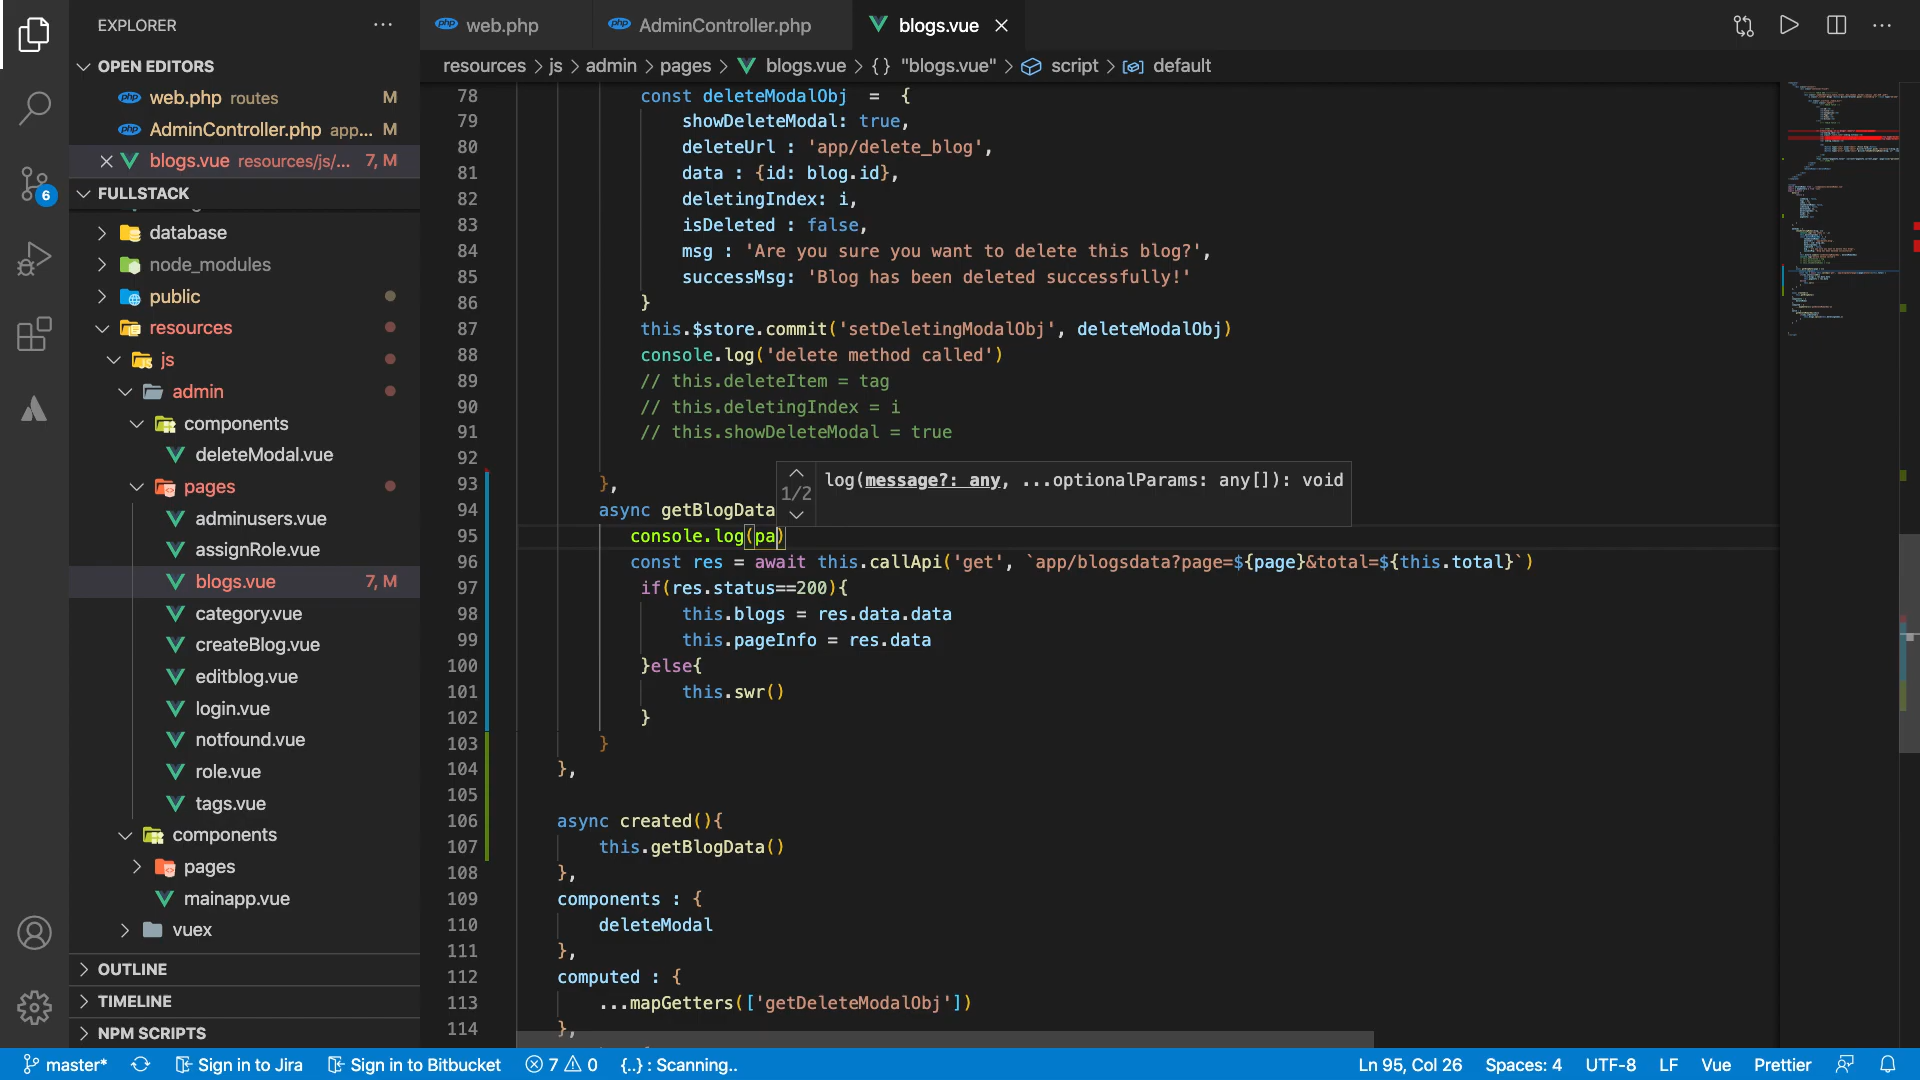 EXPLORER
OPEN EDITORS
web.php routes M
AdminController.php app... M
blogs.vue resources/js/... 7, M
FULLSTACK
database
node_modules
public
resources
js
admin
components
deleteModal.vue
pages
adminusers.vue
assignRole.vue
blogs.vue 7, M
category.vue
createBlog.vue
editblog.vue
login.vue
notfound.vue
role.vue
tags.vue
components
pages
mainapp.vue
vuex
OUTLINE
TIMELINE
NPM SCRIPTS
6
web.php
AdminController.php
blogs.vue
resources > js > admin > pages > blogs.vue > {} "blogs.vue" > script > default
78 const deleteModalObj = {
79 showDeleteModal: true,
80 deleteUrl : 'app/delete_blog',
81 data : {id: blog.id},
82 deletingIndex: i,
83 isDeleted : false,
84 msg : 'Are you sure you want to delete this blog?',
85 successMsg: 'Blog has been deleted successfully!'
86 }
87 this.$store.commit('setDeletingModalObj', deleteModalObj)
88 console.log('delete method called')
89 // this.deleteItem = tag
90 // this.deletingIndex = i
91 // this.showDeleteModal = true
92
93 },
1/2 log(message?: any, ...optionalParams: any[]): void
94 async getBlogData
95 console.log(pa)
96 const res = await this.callApi('get', `app/blogsdata?page=${page}&total=${this.total}`)
97 if(res.status==200){
98 this.blogs = res.data.data
99 this.pageInfo = res.data
100 }else{
101 this.swr()
102 }
103 }
104 },
105
106 async created(){
107 this.getBlogData()
108 },
109 components : {
110 deleteModal
111 },
112 computed : {
113 ...mapGetters(['getDeleteModalObj'])
114 },
master* Sign in to Jira Sign in to Bitbucket 7 0 {..} : Scanning.. Ln 95, Col 26 Spaces: 4 UTF-8 LF Vue Prettier